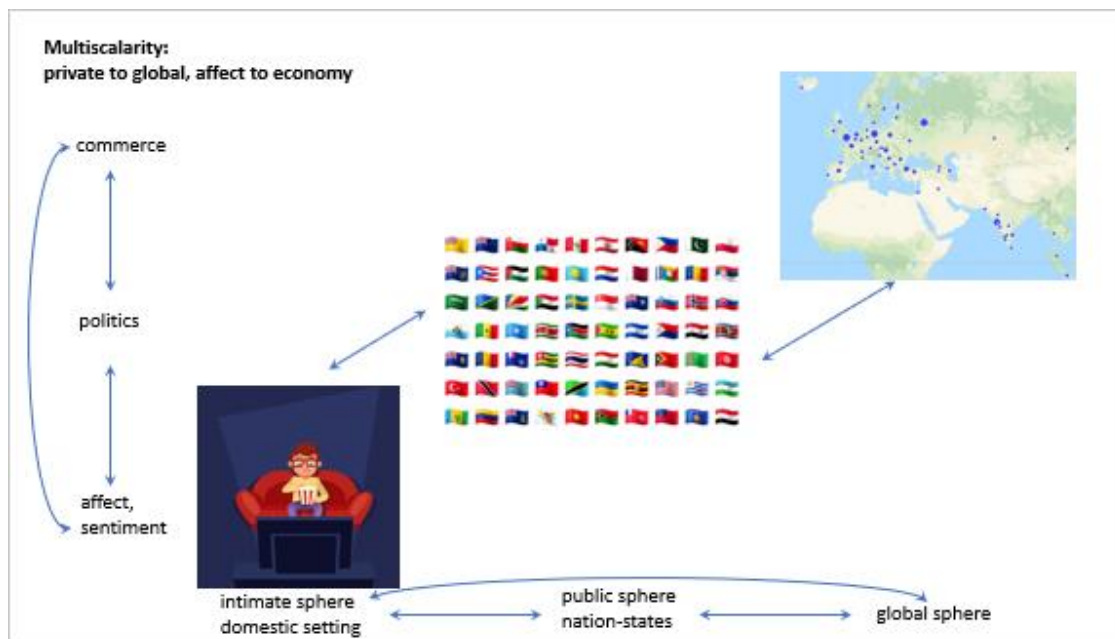 Multiscalarity:
private to global, affect to economy
commerce
politics
affect,
sentiment
intimate sphere
domestic setting
public sphere
nation-states
global sphere